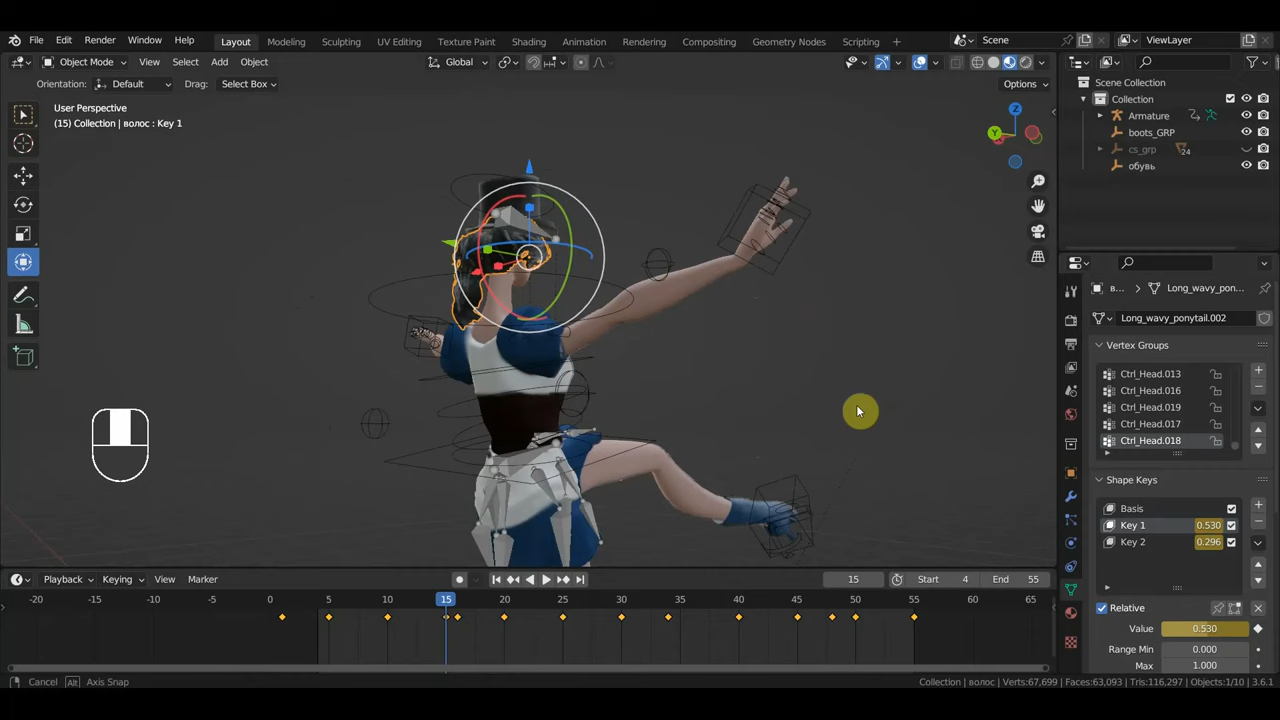 File Edit Render Window Help Layout Modeling Sculpting UV Editing Texture Paint Shading Animation Rendering Compositing Geometry Nodes Scripting + Scene ViewLayer
Object Mode View Select Add Object Global
Orientation: Default Drag: Select Box Options
User Perspective
(15) Collection | волос : Key 1
Scene Collection
Collection
Armature
boots_GRP
cs_grp 24
обувь
в... Long_wavy_pon...
Long_wavy_ponytail.002
Vertex Groups
Ctrl_Head.013
Ctrl_Head.016
Ctrl_Head.019
Ctrl_Head.017
Ctrl_Head.018
Shape Keys
Basis
Key 1 0.530
Key 2 0.296
Relative
Value 0.530
Range Min 0.000
Max 1.000
Playback Keying View Marker 15 Start 4 End 55
-20 -15 -10 -5 0 5 10 15 20 25 30 35 40 45 50 55 60 65
Cancel Alt Axis Snap Collection | волос | Verts:67,699 | Faces:63,093 | Tris:116,297 | Objects:1/10 | 3.6.1